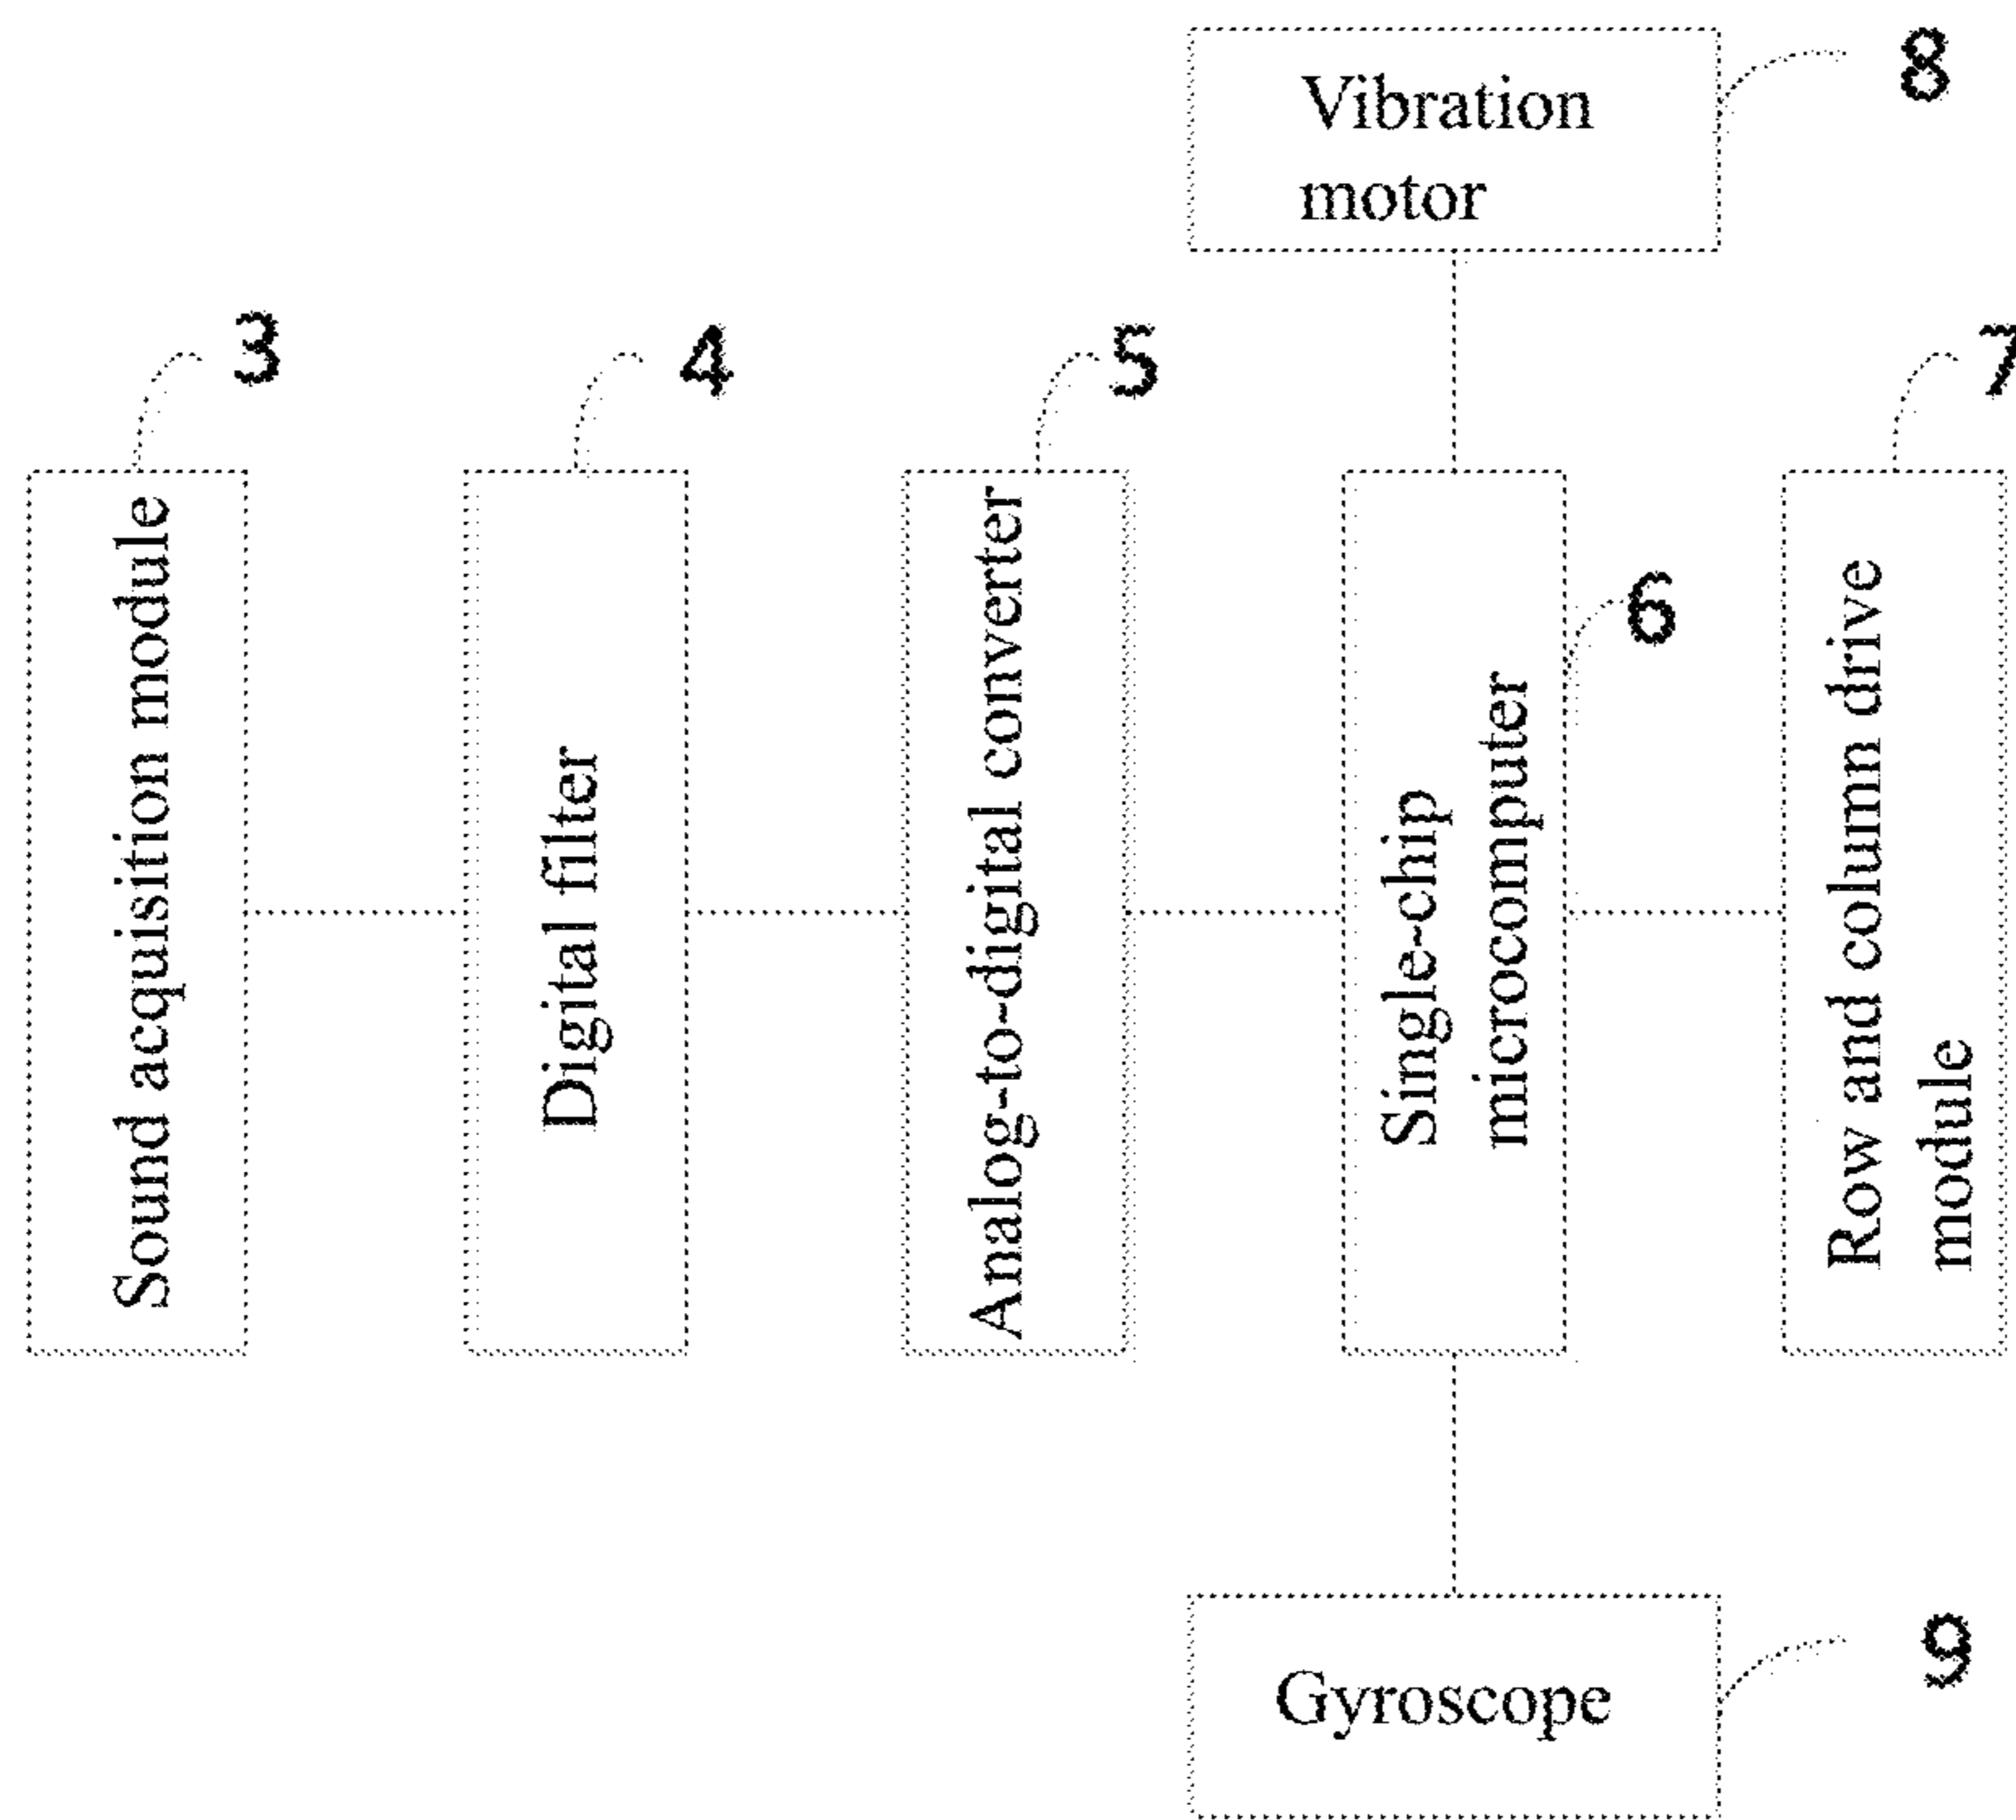 Vibration
motor
8
3
4
5
7
Sound acquisition module
Digital filter
Analog-to-digital converter
Single-chip
microcomputer
6
Row and column drive
module
Gyroscope
9